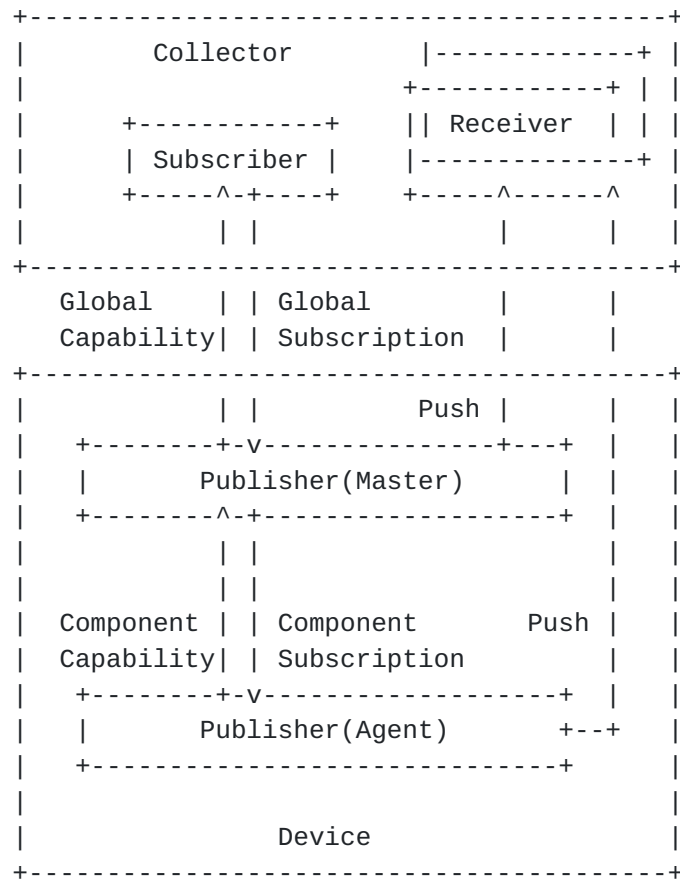 Collector
Receiver
Subscriber
Global Global
Capability Subscription
Push
Publisher(Master)
Component Component Push
Capability Subscription
Publisher(Agent)
Device